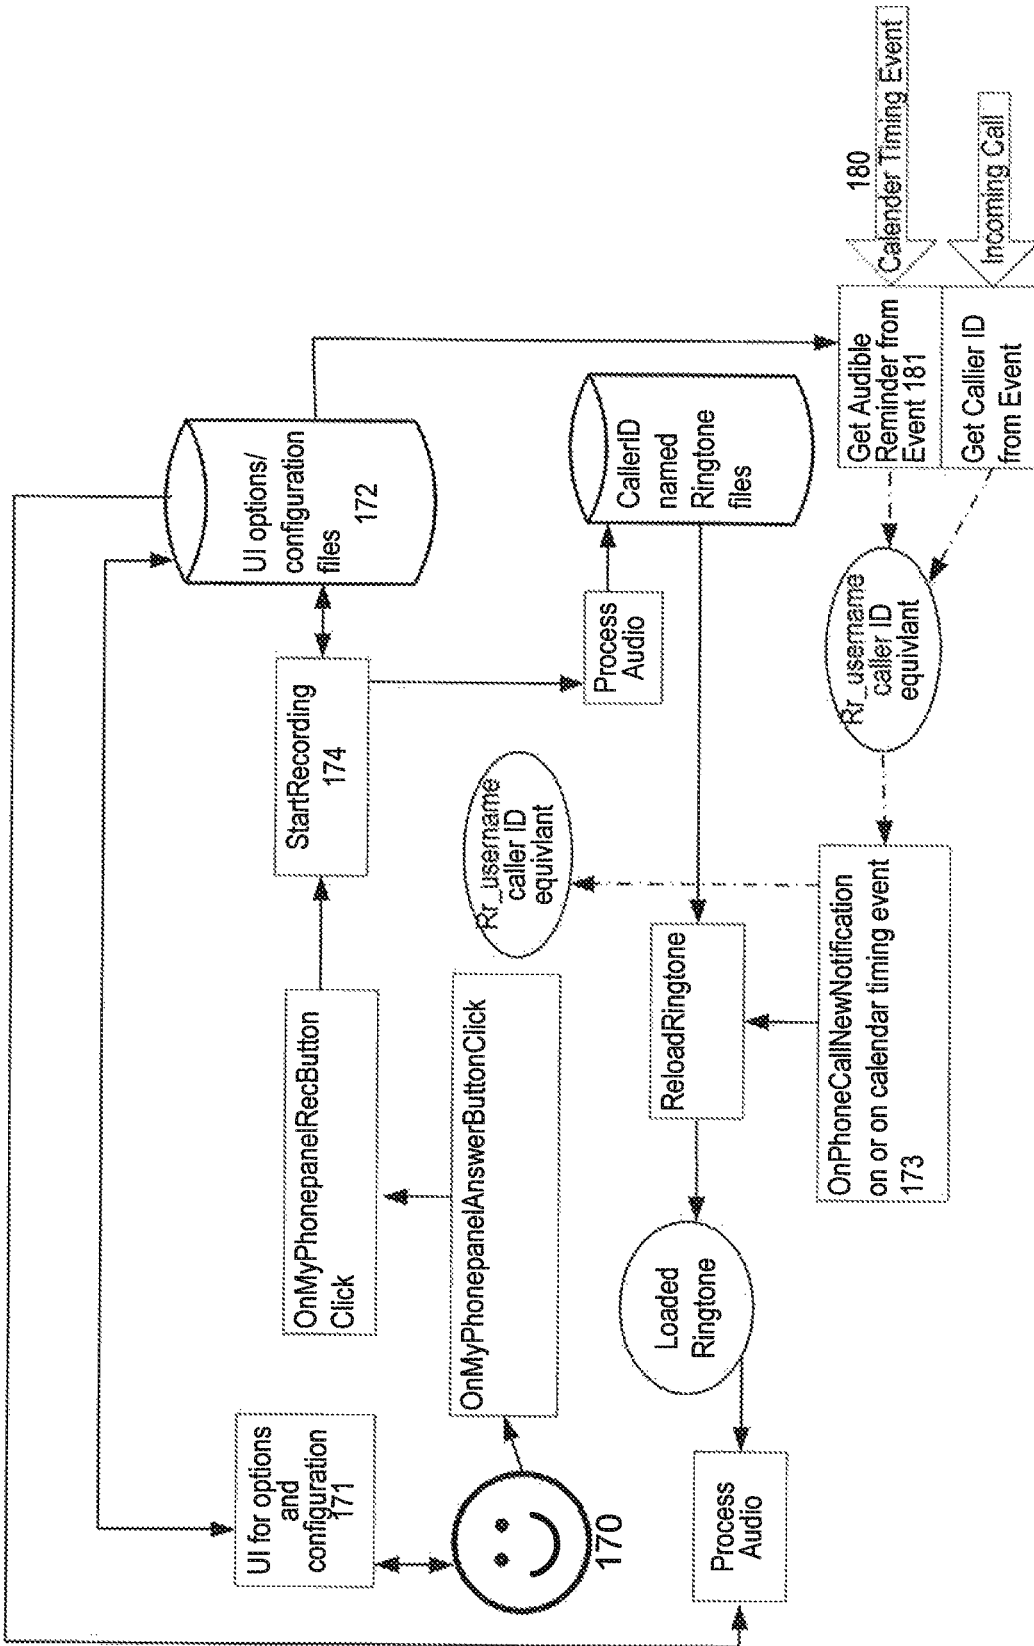 UI for options
and
configuration
171
UI options/
configuration
files
172
OnMyPhonepanelRecButton
Click
StartRecording
174
OnMyPhonepanelAnswerButtonClick
Rr_username
caller ID
equivlant
170
Process
Audio
CallerID
named
Ringtone
files
Loaded
Ringtone
ReloadRingtone
Process
Audio
OnPhoneCallNewNotification
on or on calendar timing event
173
Rr_username
caller ID
equivlant
Get Audible
Reminder from
Event 181
180
Calender Timing Event
Get Callier ID
from Event
Incoming Call